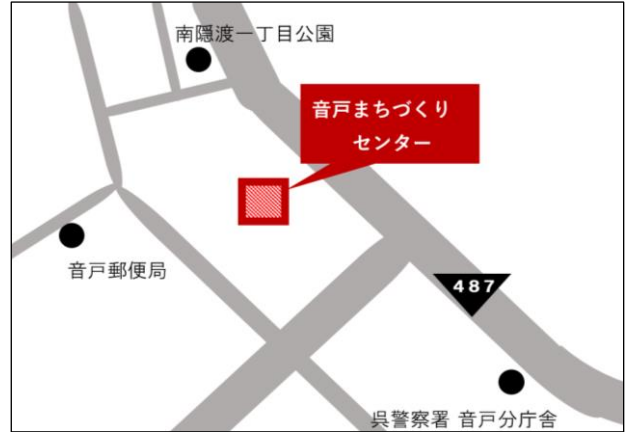 南隠渡一丁目公園
音戸まちづくり
センター
音戸郵便局
487
呉警察署 音戸分庁舎